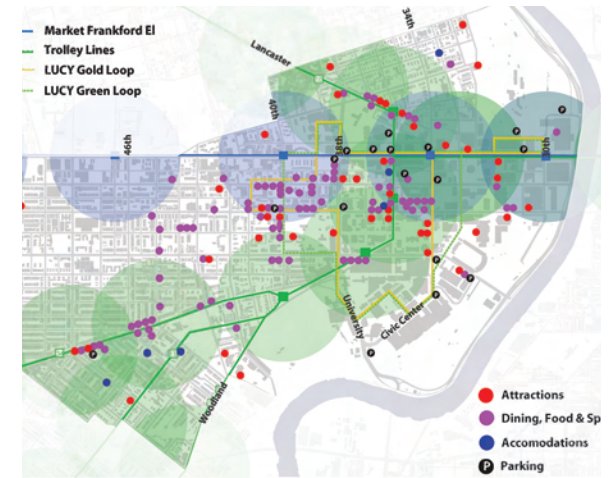 Market Frankford El
Trolley Lines
LUCY Gold Loop
LUCY Green Loop
34th
Lancaster
40th
46th
38th
30th
University
Civic Center
Woodland
Attractions
Dining, Food & Sp
Accomodations
P Parking